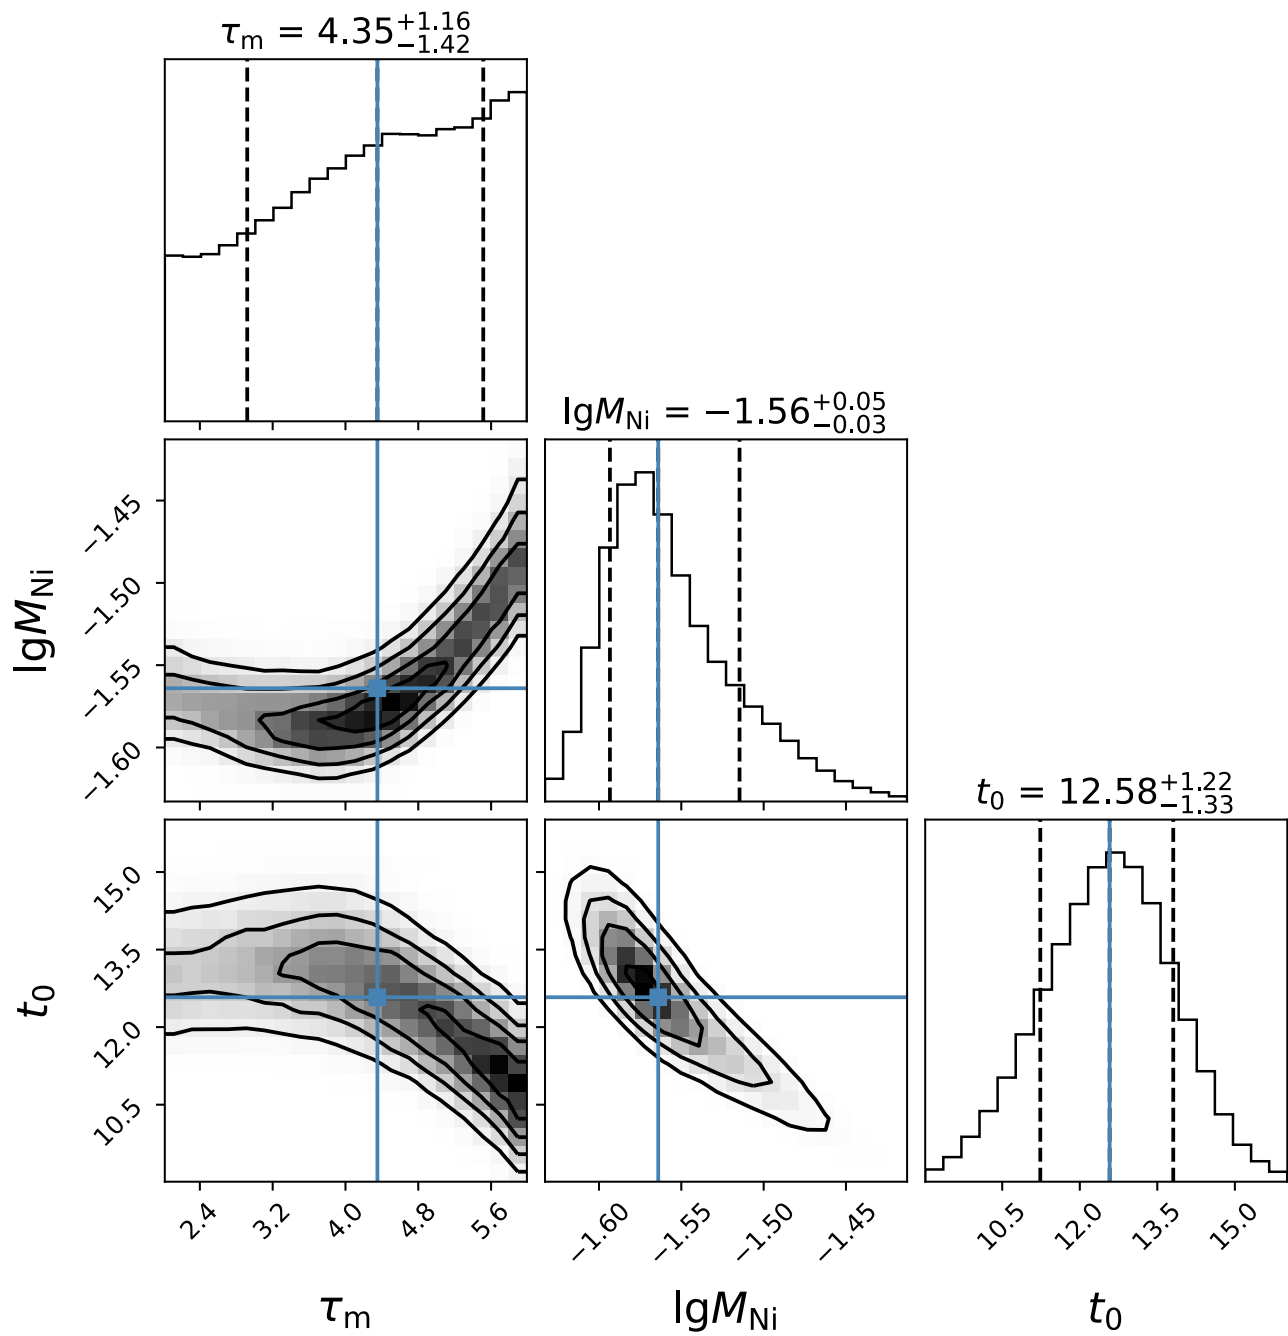 τm = 4.35+1.16−1.42
lgMNi = −1.56+0.05−0.03
−1.45
−1.50
−1.55
−1.60
lgMNi
t0 = 12.58+1.22−1.33
15.0
13.5
12.0
10.5
t0
2.4 3.2 4.0 4.8 5.6
−1.60 −1.55 −1.50 −1.45
10.5 12.0 13.5 15.0
τm lgMNi t0